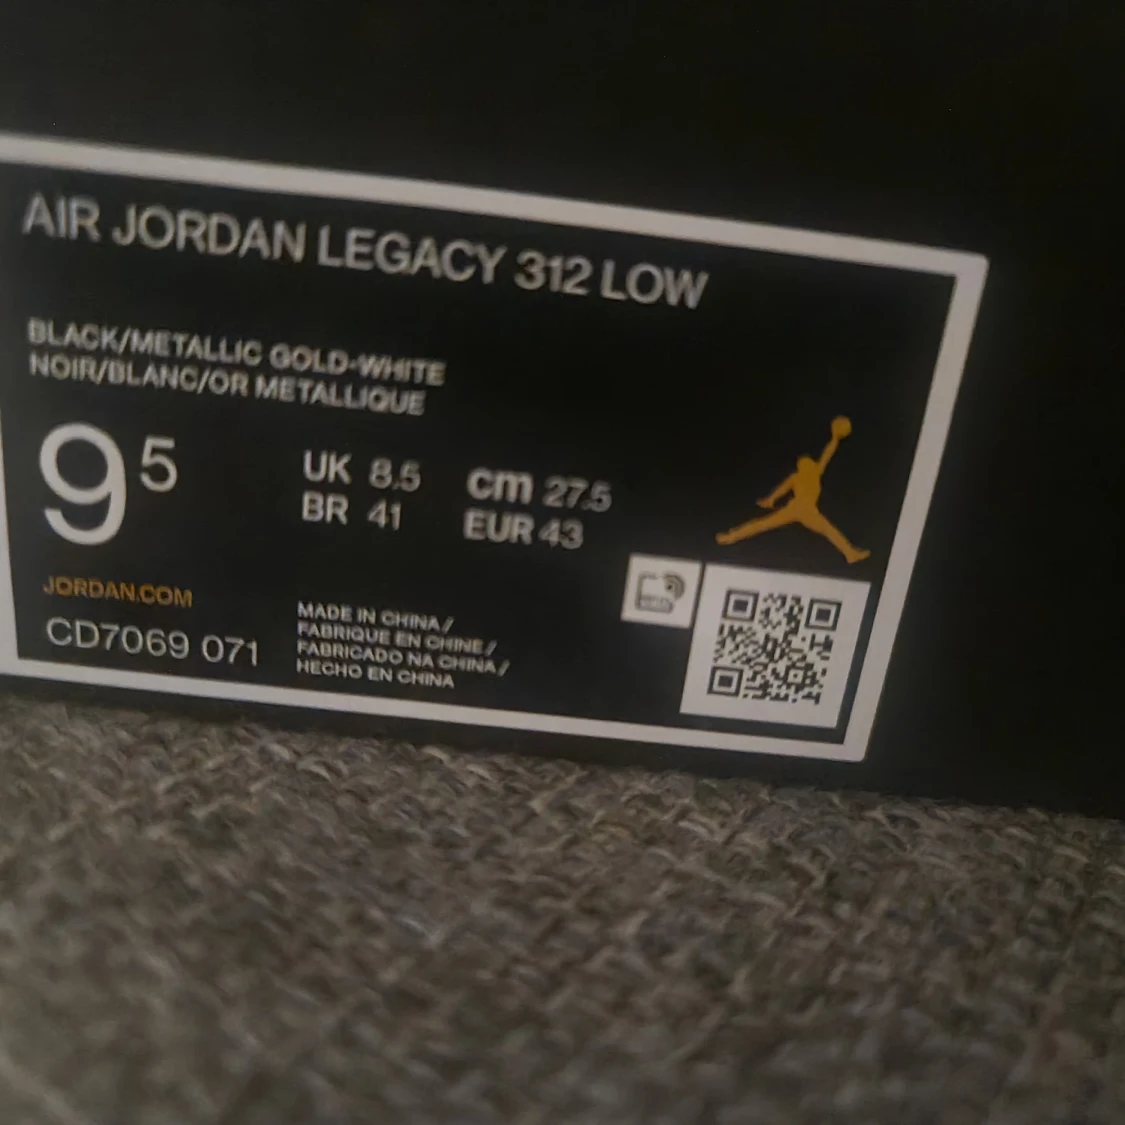 AIR JORDAN LEGACY 312 LOW
BLACK/METALLIC GOLD-WHITE
NOIR/BLANC/OR METALLIQUE
9 5
UK 8.5 cm 27.5
BR 41 EUR 43
JORDAN.COM
CD7069 071
MADE IN CHINA/
FABRIQUE EN CHINE/
FABRICADO NA CHINA/
HECHO EN CHINA